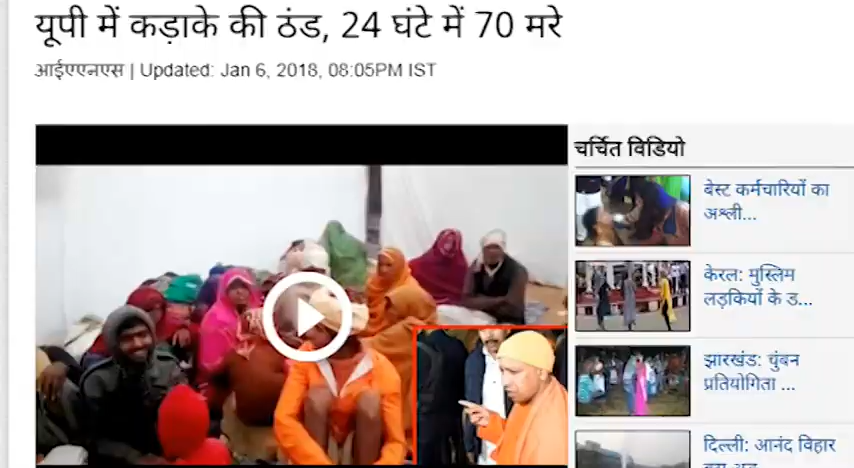 यूपी में कड़ाके की ठंड, 24 घंटे में 70 मरे
आईएएनएस | Updated: Jan 6, 2018, 08:05PM IST
चर्चित विडियो
बेस्ट कर्मचारियों का
अश्ली...
केरल: मुस्लिम
लड़कियों के ड...
झारखंड: चुंबन
प्रतियोगिता ...
दिल्ली: आनंद विहार